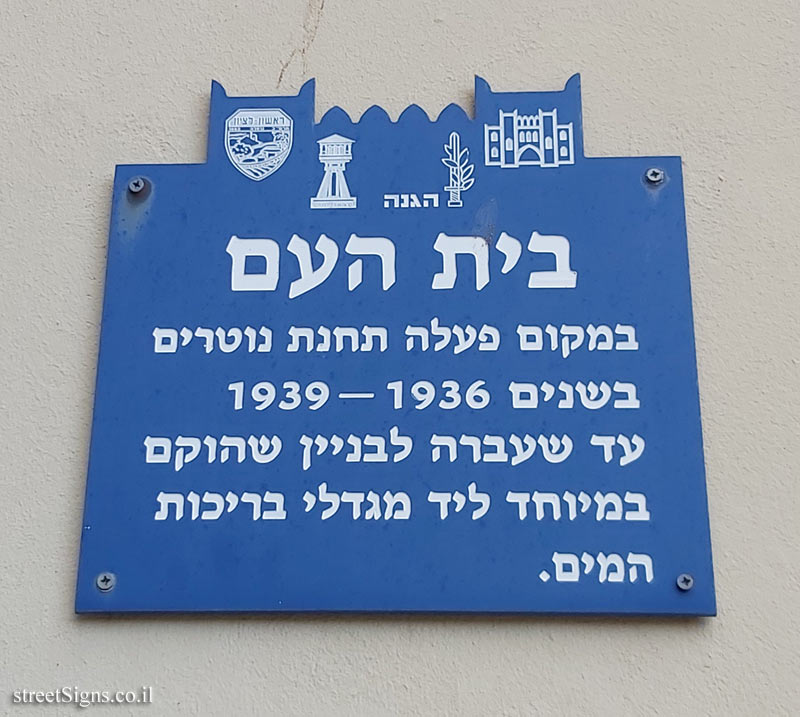 ראשון-לציון
הגנה
בית העם
במקום פעלה תחנת נוטרים
בשנים 1936 – 1939
עד שעברה לבניין שהוקם
במיוחד ליד מגדלי בריכות
המים.
streetSigns.co.il